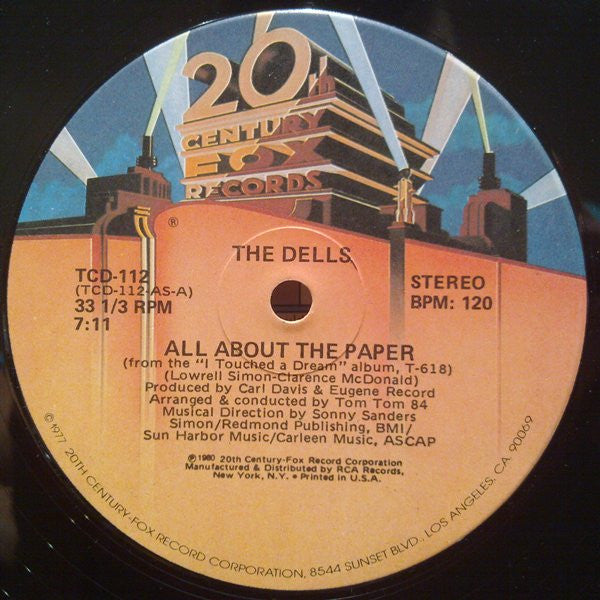 20th
CENTURY
FOX
RECORDS
®
THE DELLS
TCD-112
(TCD-112-AS-A)
33 1/3 RPM
7:11
STEREO
BPM: 120
ALL ABOUT THE PAPER
(from the "I Touched a Dream" album, T-618)
(Lowrell Simon-Clarence McDonald)
Produced by Carl Davis & Eugene Record
Arranged & conducted by Tom Tom 84
Musical Direction by Sonny Sanders
Simon/Redmond Publishing, BMI/
Sun Harbor Music/Carleen Music, ASCAP
℗ 1980 20th Century-Fox Record Corporation
Manufactured & Distributed by RCA Records,
New York, N.Y. • Printed in U.S.A.
© 1977 20TH CENTURY-FOX RECORD CORPORATION, 8544 SUNSET BLVD., LOS ANGELES, CA 90069